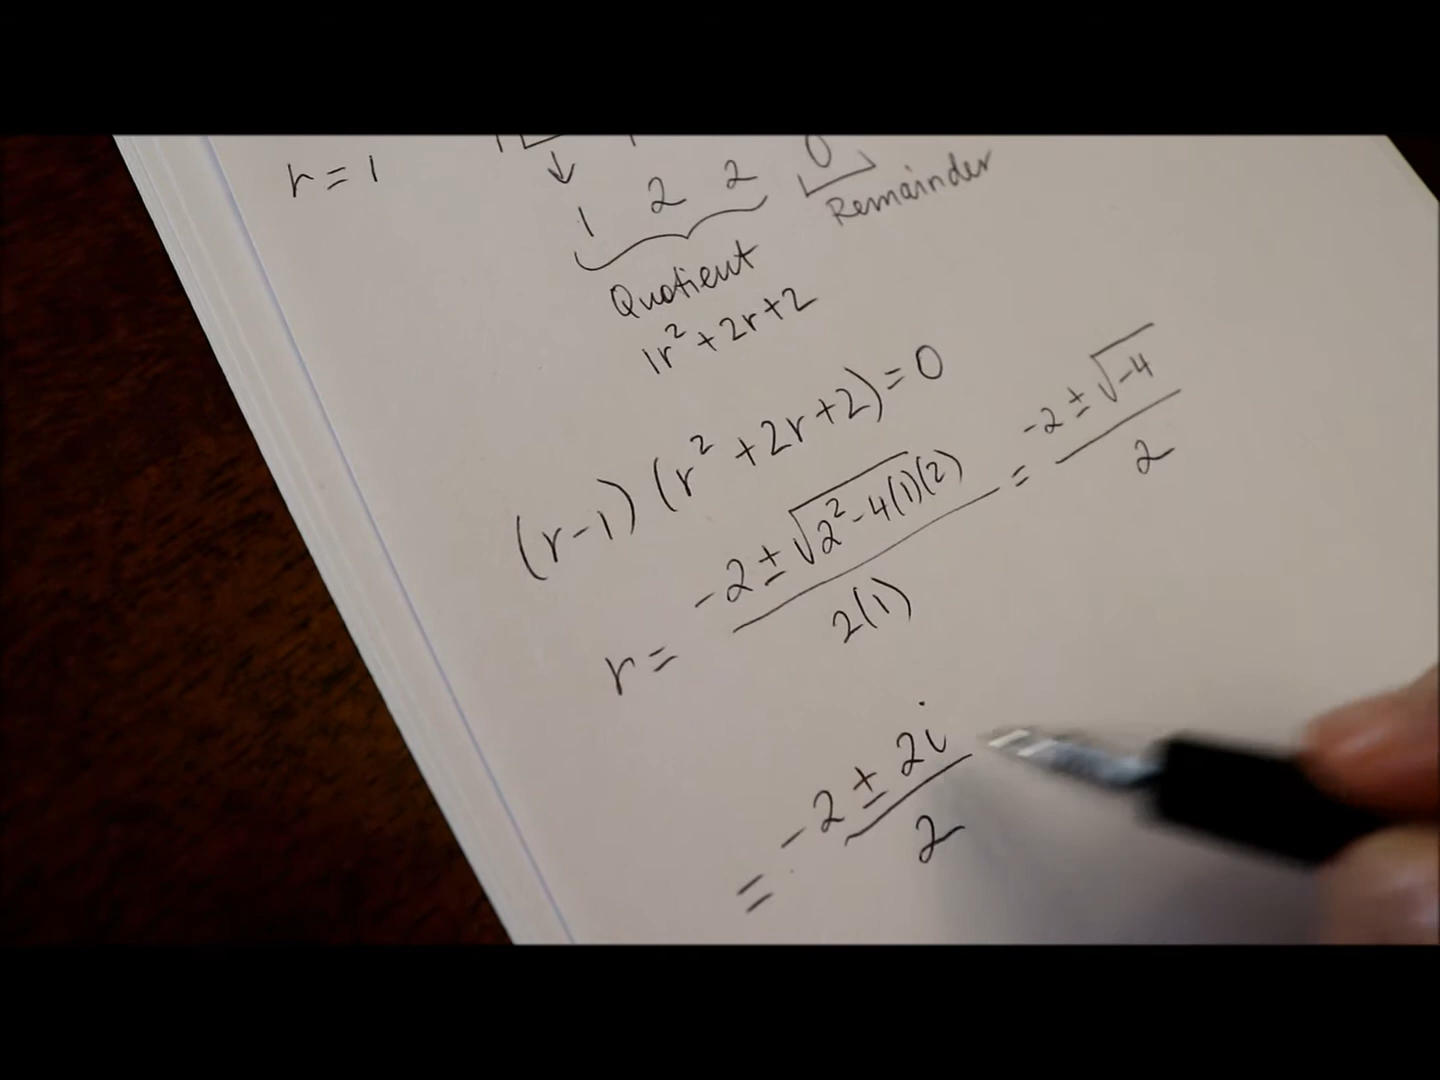 r = 1
1 2 2 0
Remainder
Quotient
1r² + 2r + 2
(r-1) (r² + 2r + 2) = 0
r = (-2 ± √(2² - 4(1)(2))) / 2(1) = (-2 ± √-4) / 2
= (-2 ± 2i) / 2